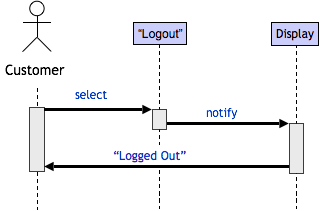 "Logout"
Display
Customer
select
notify
“Logged Out”